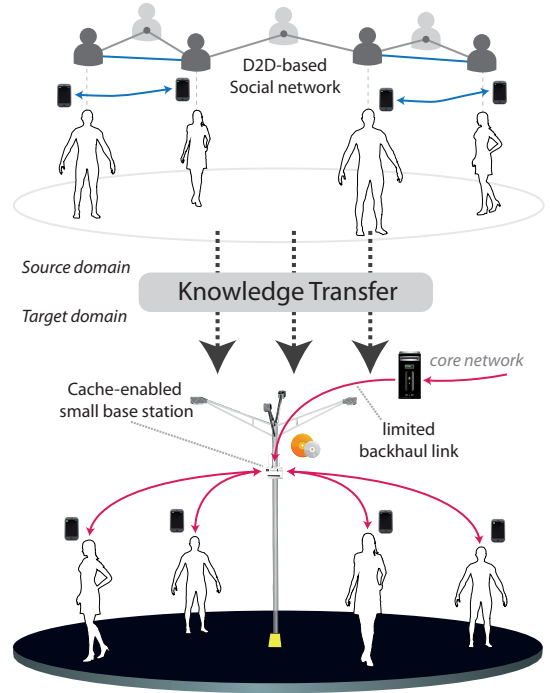 D2D-based
Social network
Source domain
Knowledge Transfer
Target domain
core network
Cache-enabled
small base station
limited
backhaul link